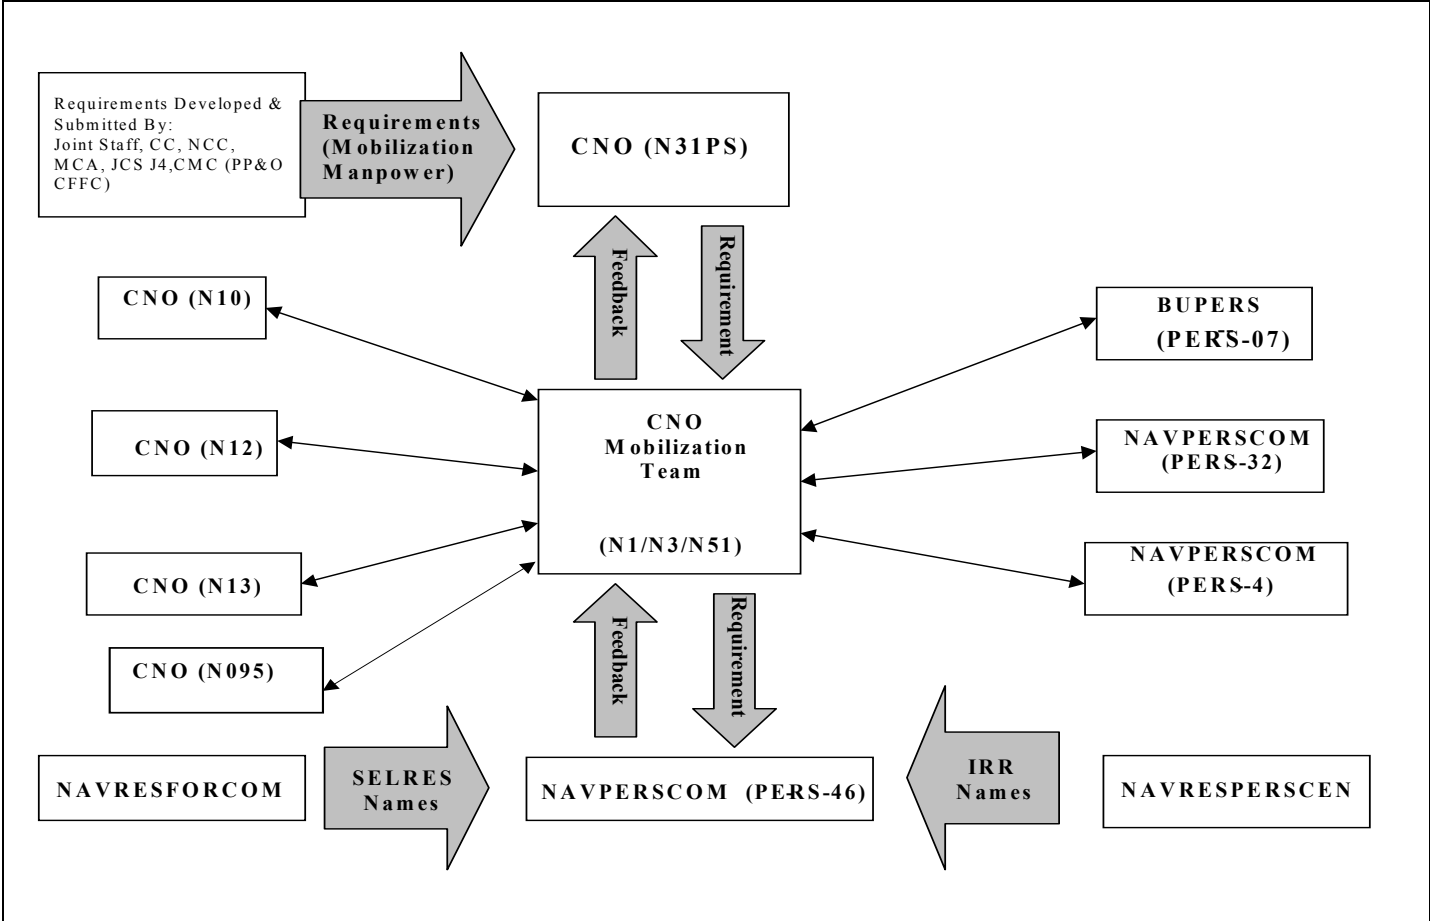 Requirements Developed &
Submitted By:
Joint Staff, CC, NCC,
MCA, JCS J4,CMC (PP&O
CFFC)
Requirements
(Mobilization
Manpower)
CNO (N31PS)
Feedback
Requirement
CNO (N10)
BUPERS
(PERS-07)
CNO (N12)
CNO
Mobilization
Team
(N1/N3/N51)
NAVPERSCOM
(PERS-32)
CNO (N13)
NAVPERSCOM
(PERS-4)
CNO (N095)
Feedback
Requirement
NAVRESFORCOM
SELRES
Names
NAVPERSCOM (PERS-46)
IRR
Names
NAVRESPERSCEN